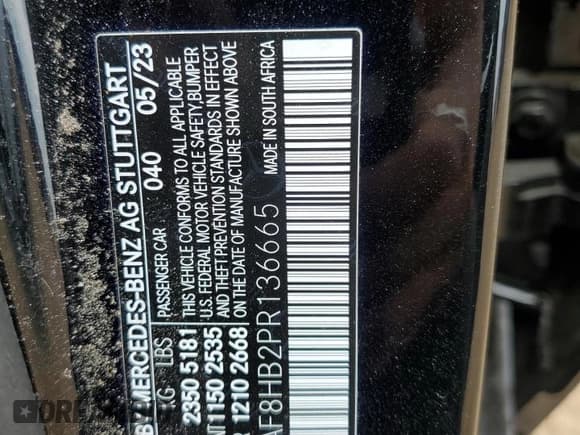 MERCEDES-BENZ AG STUTTGART
040 05/23
KG LBS PASSENGER CAR
2350 5181 THIS VEHICLE CONFORMS TO ALL APPLICABLE
1150 2535 U.S. FEDERAL MOTOR VEHICLE SAFETY, BUMPER
1210 2668 AND THEFT PREVENTION STANDARDS IN EFFECT
ON THE DATE OF MANUFACTURE SHOWN ABOVE
AF8HB2PR136665 MADE IN SOUTH AFRICA